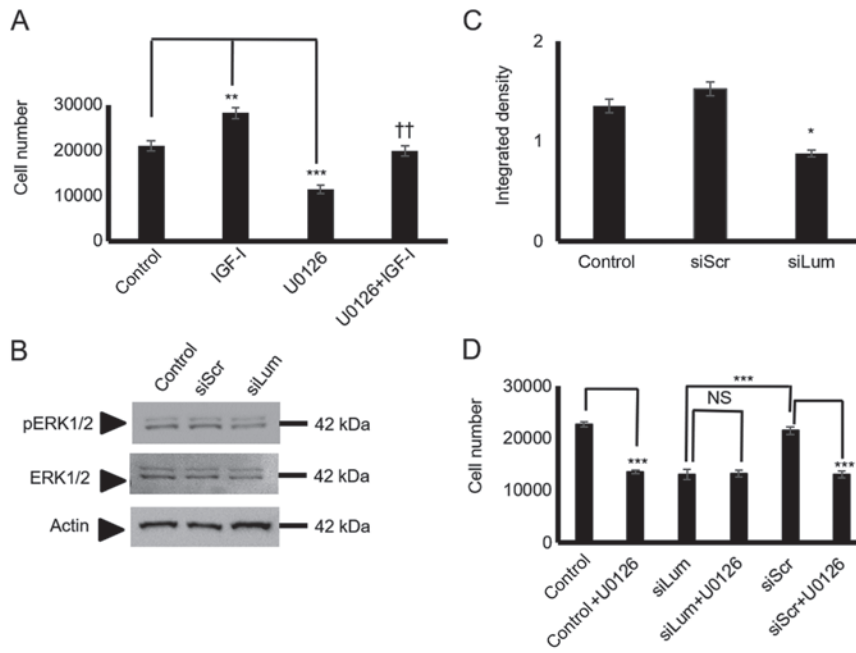 A
Cell number
30000
20000
10000
0
**
***
††
Control
IGF-I
U0126
U0126+IGF-I
C
Integrated density
2
1
0
*
Control
siScr
siLum
B
Control
siScr
siLum
pERK1/2
42 kDa
ERK1/2
42 kDa
Actin
42 kDa
D
Cell number
30000
20000
10000
0
***
NS
***
***
Control
Control+U0126
siLum
siLum+U0126
siScr
siScr+U0126